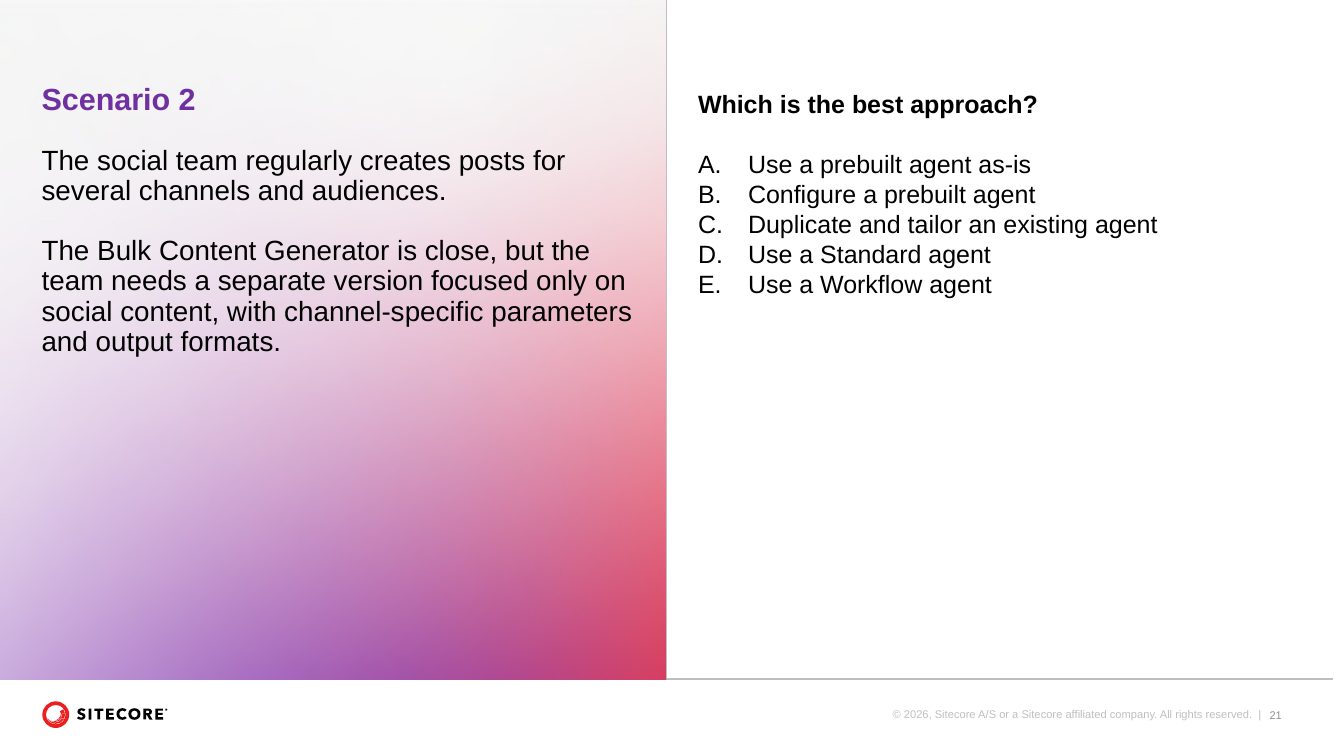 Scenario 2
The social team regularly creates posts for
several channels and audiences.
The Bulk Content Generator is close, but the
team needs a separate version focused only on
social content, with channel-specific parameters
and output formats.
Which is the best approach?
A. Use a prebuilt agent as-is
B. Configure a prebuilt agent
C. Duplicate and tailor an existing agent
D. Use a Standard agent
E. Use a Workflow agent
SITECORE
© 2026, Sitecore A/S or a Sitecore affiliated company. All rights reserved. | 21